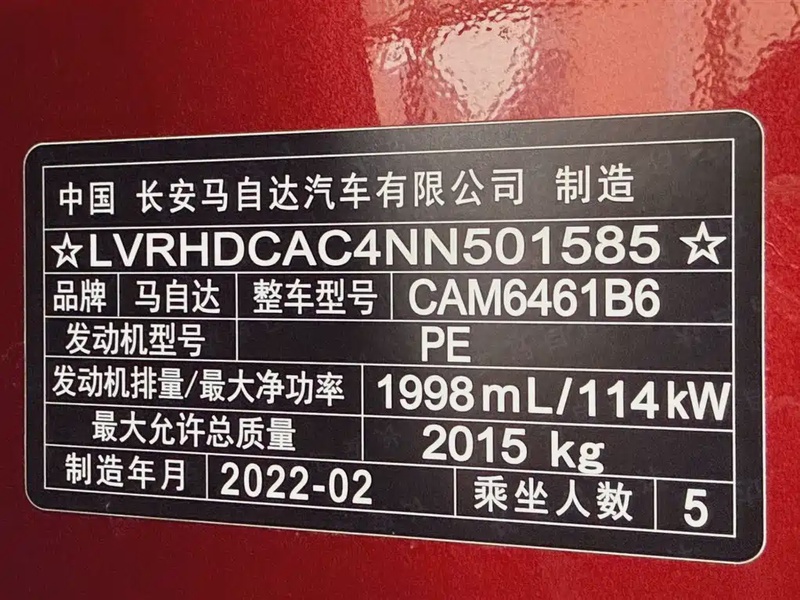 中国 长安马自达汽车有限公司 制造
☆LVRHDCAC4NN501585☆
品牌 马自达 整车型号 CAM6461B6
发动机型号 PE
发动机排量/最大净功率 1998mL/114kW
最大允许总质量 2015 kg
制造年月 2022-02 乘坐人数 5